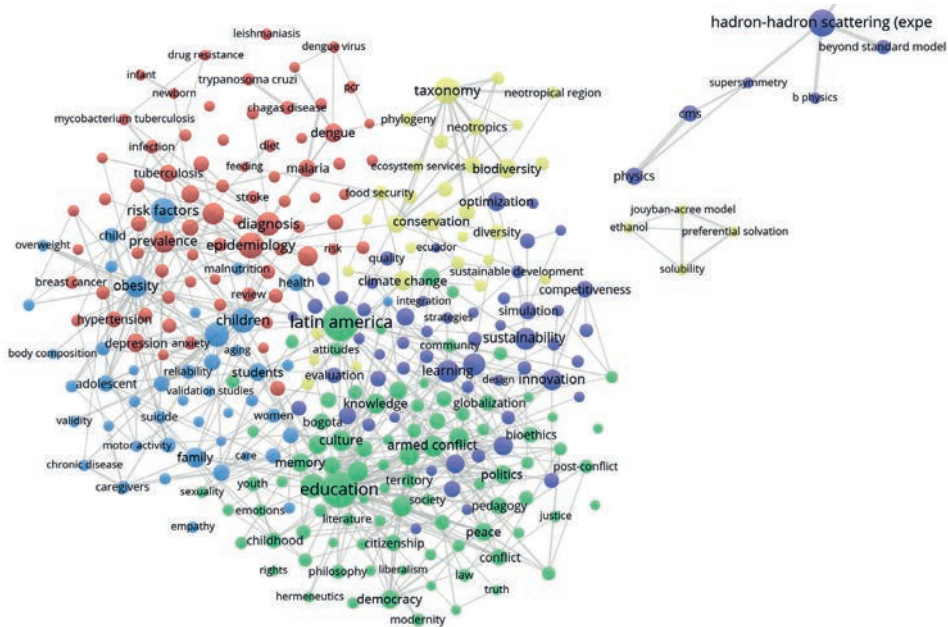 leishmaniasis
hadron-hadron scattering (expe
dengue virus
drug resistance
beyond standard model
infant
trypanosoma cruzi
pcr
supersymmetry
newborn
taxonomy
neotropical region
b physics
chagas disease
mycobacterium tuberculosis
phylogeny
neotropics
cms
dengue
infection
diet
ecosystem services
biodiversity
feeding
malaria
tuberculosis
physics
stroke
food security
optimization
risk factors
jouyban-acree model
diagnosis
conservation
ethanol
preferential solvation
child
diversity
overweight
prevalence
epidemiology
risk
ecuador
quality
malnutrition
solubility
sustainable development
breast cancer
obesity
health
climate change
competitiveness
review
integration
simulation
hypertension
children
latin america
strategies
sustainability
depression
anxiety
community
body composition
aging
attitudes
reliability
students
evaluation
learning
design
innovation
adolescent
validation studies
knowledge
globalization
suicide
women
validity
bogota
bioethics
motor activity
culture
armed conflict
chronic disease
family
care
memory
politics
post-conflict
caregivers
sexuality
youth
education
territory
society
pedagogy
emotions
literature
justice
empathy
childhood
citizenship
peace
conflict
rights
philosophy
liberalism
law
truth
hermeneutics
democracy
modernity